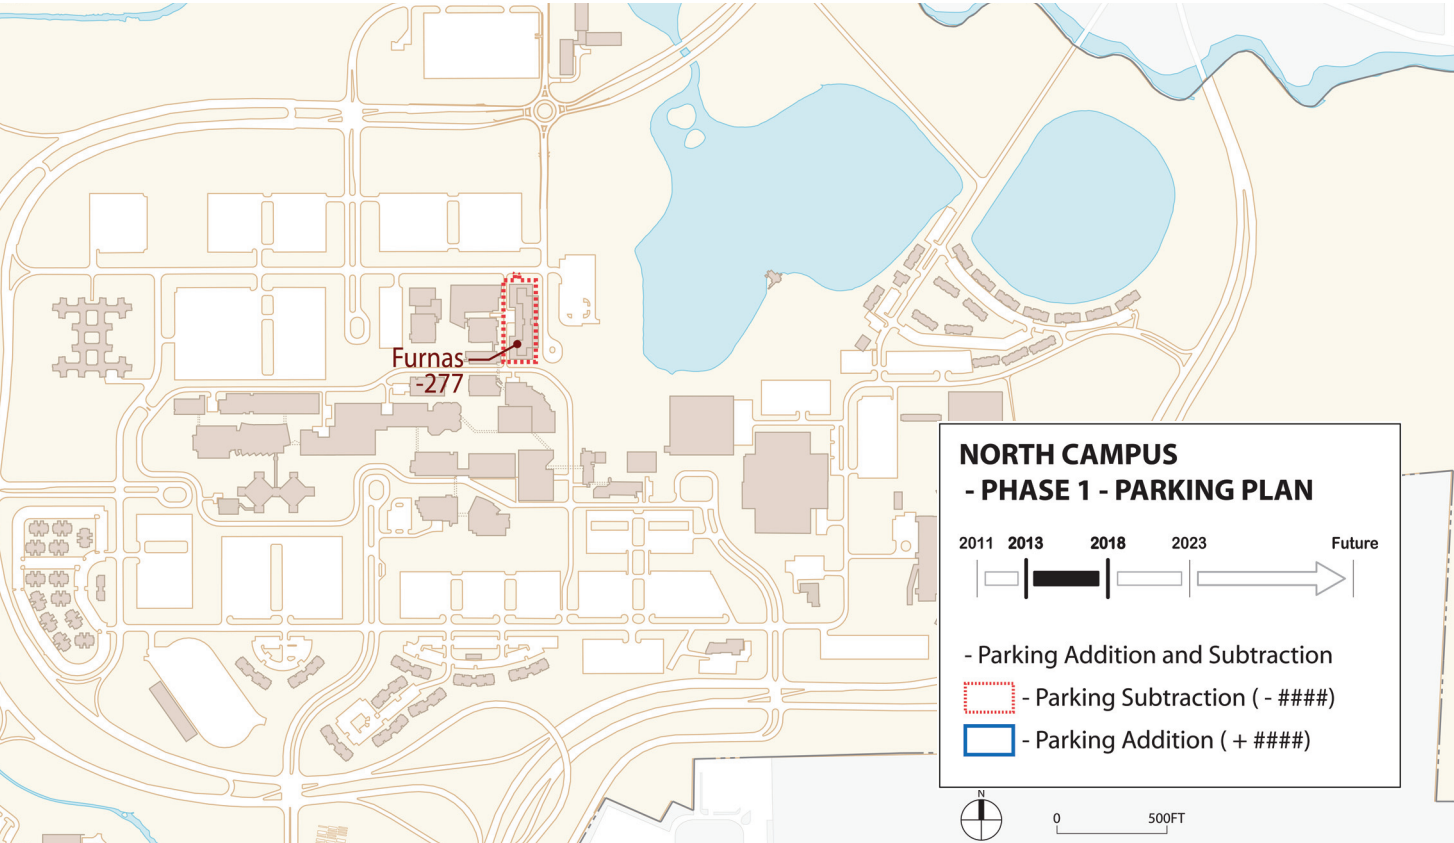 Furnas
-277
NORTH CAMPUS
- PHASE 1 - PARKING PLAN
2011 2013 2018 2023 Future
- Parking Addition and Subtraction
- Parking Subtraction ( - ####)
- Parking Addition ( + ####)
N
0 500FT